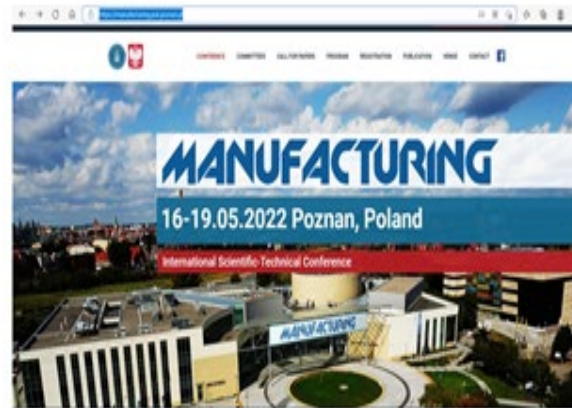 CONFERENCE COMMITTEES CALL FOR PAPERS PROGRAM REGISTRATION PUBLICATION VENUE CONTACT
MANUFACTURING
16-19.05.2022 Poznan, Poland
International Scientific-Technical Conference
MANUFACTURING